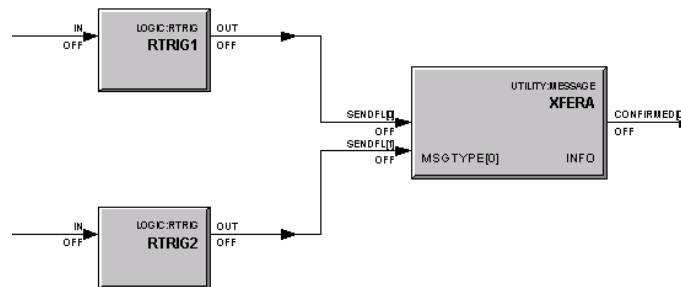 IN
OFF
LOGIC:RTRIG
RTRIG1
OUT
OFF
UTILITY:MESSAGE
XFERA
SENDFL[]
OFF
SENDFL[1]
OFF
MSGTYPE[0]
INFO
CONFIRMED[
OFF
IN
OFF
LOGIC:RTRIG
RTRIG2
OUT
OFF